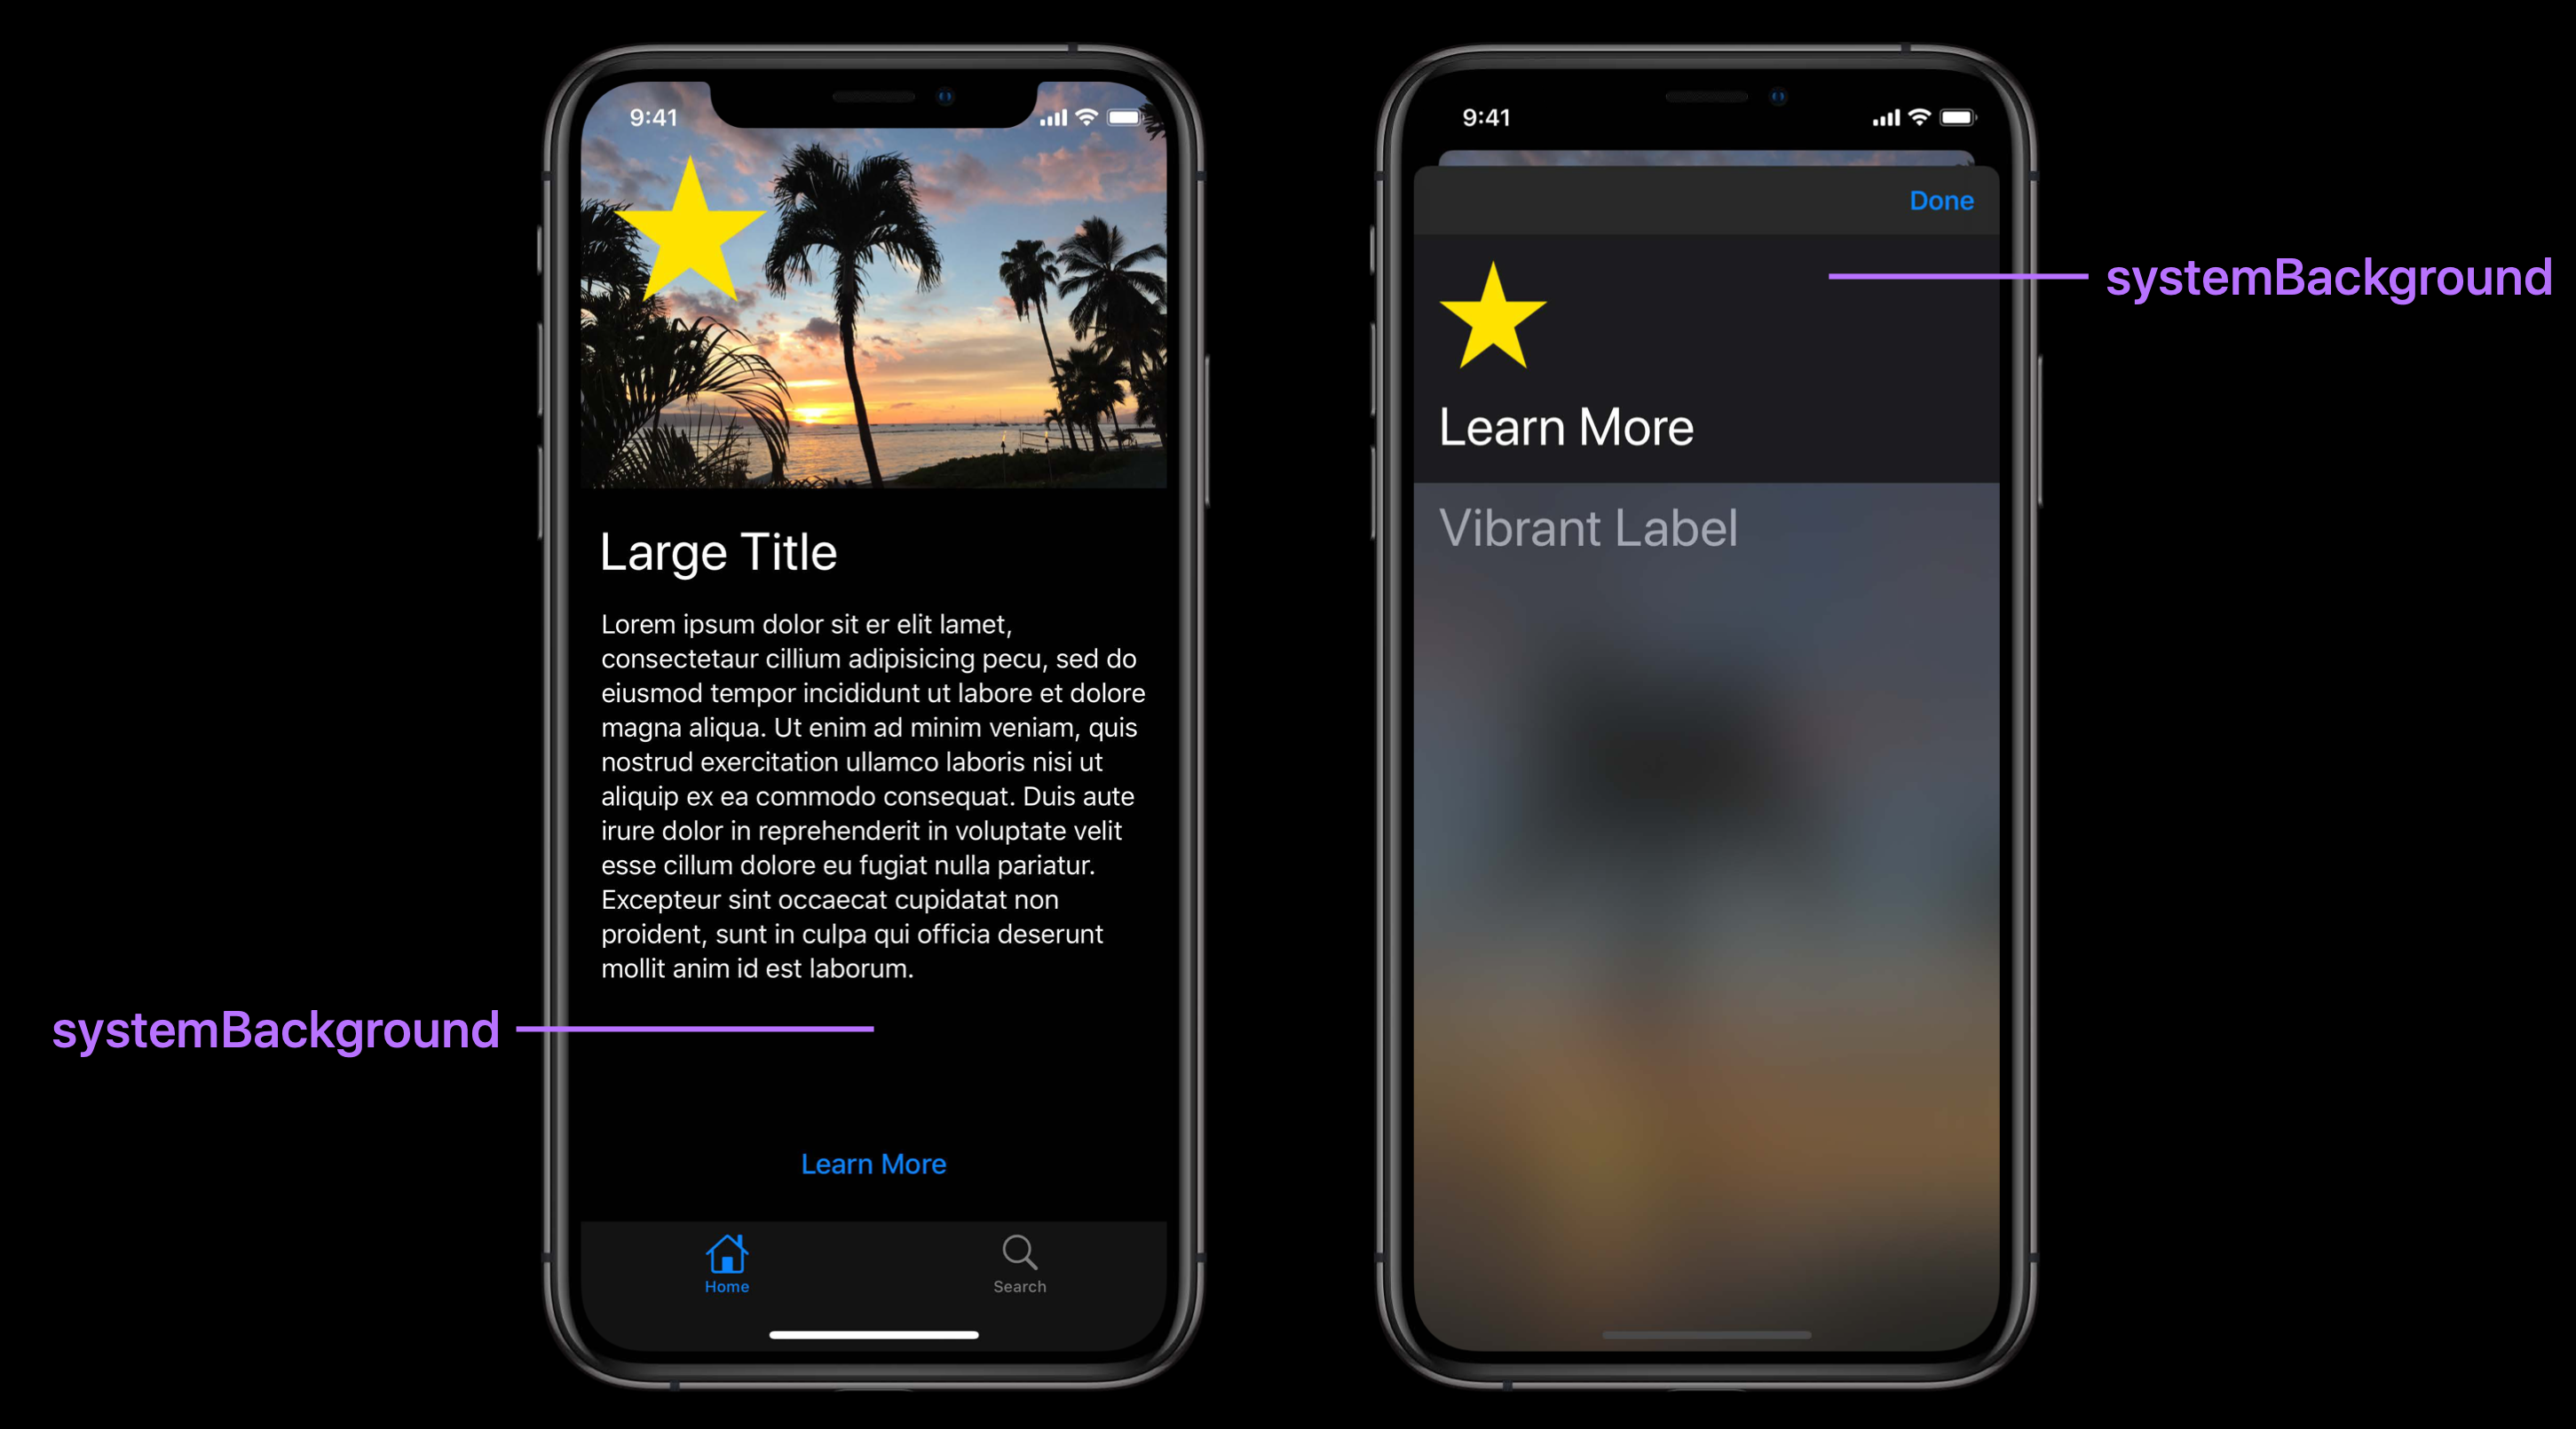 9:41
Large Title
Lorem ipsum dolor sit er elit lamet,
consectetaur cillium adipisicing pecu, sed do
eiusmod tempor incididunt ut labore et dolore
magna aliqua. Ut enim ad minim veniam, quis
nostrud exercitation ullamco laboris nisi ut
aliquip ex ea commodo consequat. Duis aute
irure dolor in reprehenderit in voluptate velit
esse cillum dolore eu fugiat nulla pariatur.
Excepteur sint occaecat cupidatat non
proident, sunt in culpa qui officia deserunt
mollit anim id est laborum.
systemBackground
Learn More
Home
Search
9:41
Done
systemBackground
Learn More
Vibrant Label